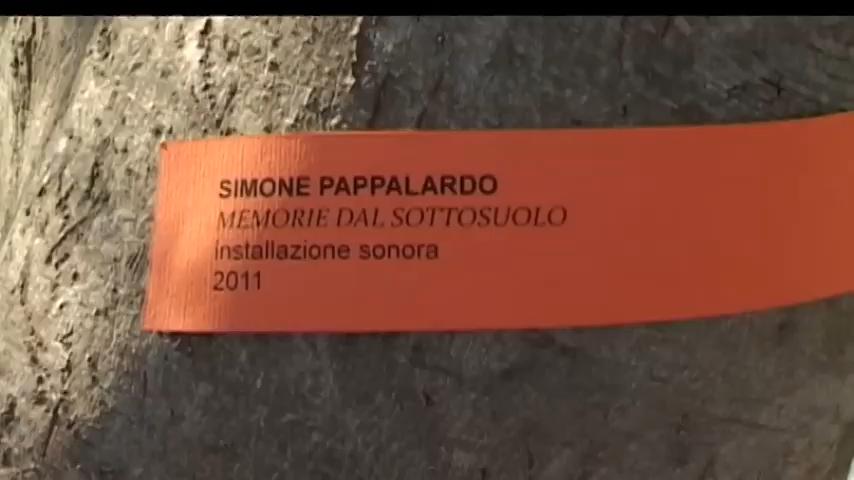 SIMONE PAPPALARDO
MEMORIE DAL SOTTOSUOLO
installazione sonora
2011